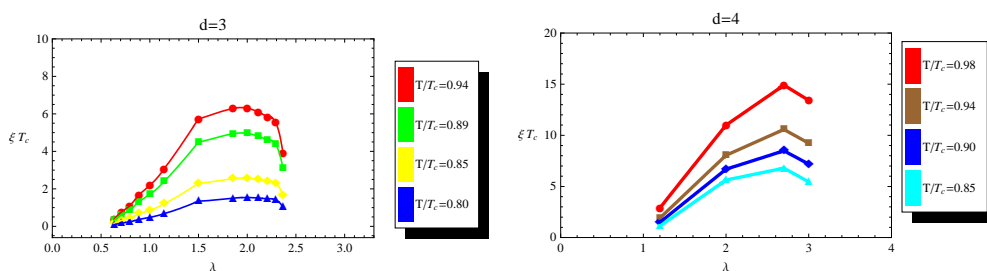 d=3
10
8
6
4
2
0
ξ T_c
0.0 0.5 1.0 1.5 2.0 2.5 3.0
λ
T/T_c=0.94
T/T_c=0.89
T/T_c=0.85
T/T_c=0.80
d=4
20
15
10
5
0
ξ T_c
0 1 2 3 4
λ
T/T_c=0.98
T/T_c=0.94
T/T_c=0.90
T/T_c=0.85